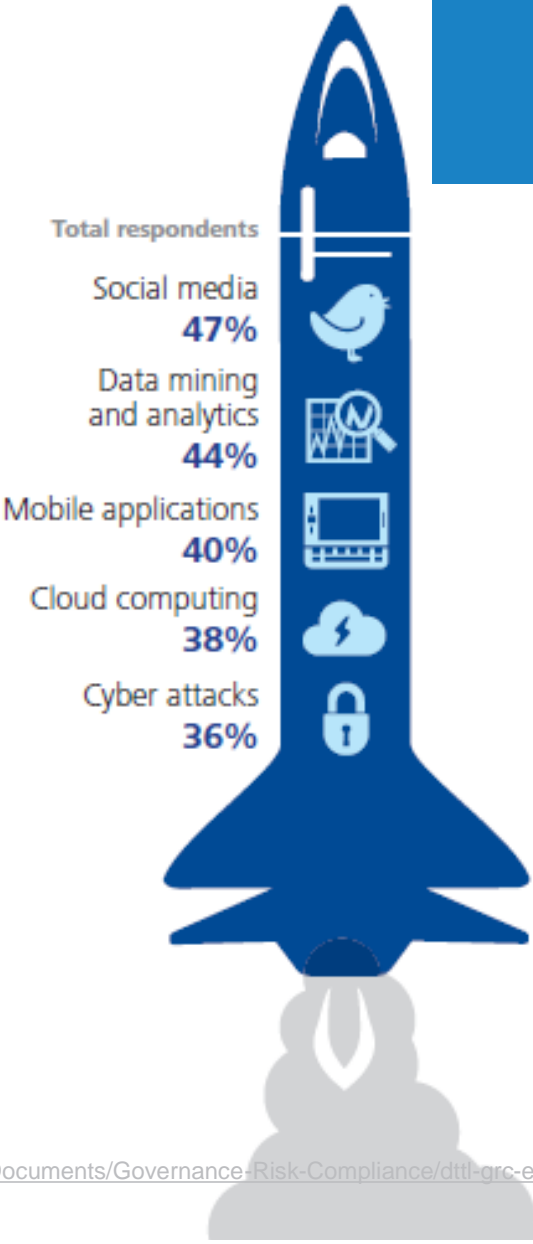 Total respondents
Social media
47%
Data mining
and analytics
44%
Mobile applications
40%
Cloud computing
38%
Cyber attacks
36%
Documents/Governance-Risk-Compliance/dttl-grc-e